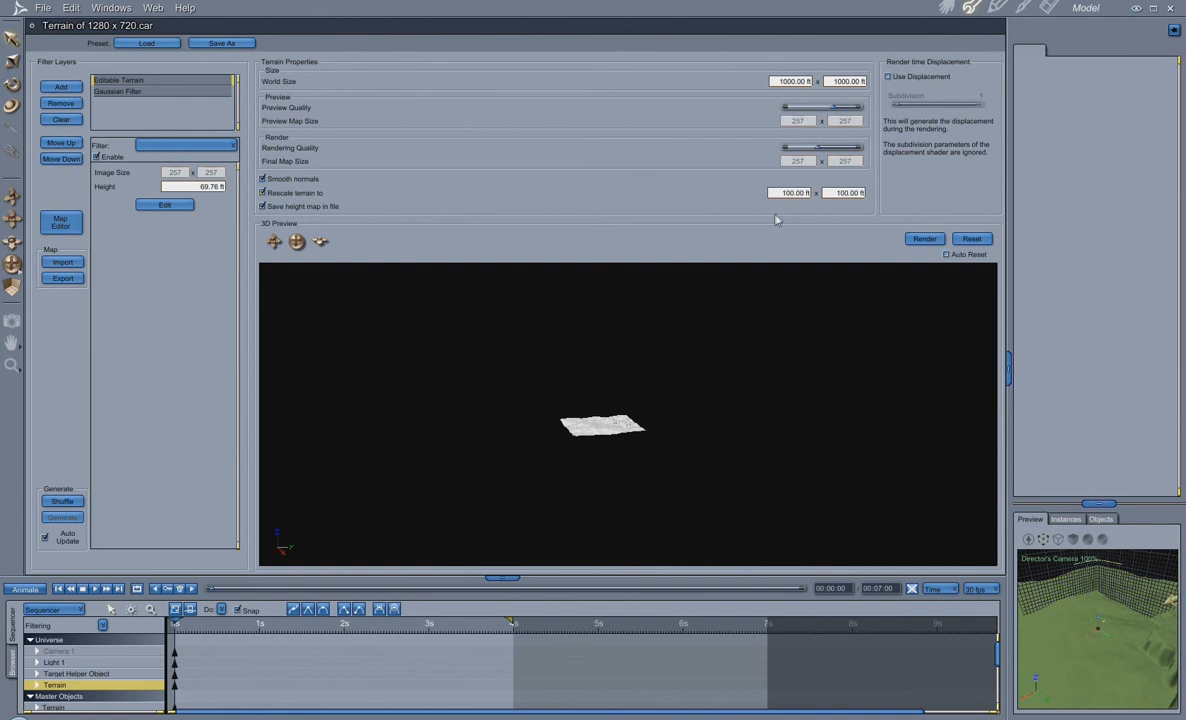 File Edit Windows Web Help Model
Terrain of 1280 x 720.car
Preset: Load Save As
Filter Layers
Add
Remove
Clear
Move Up
Move Down
Editable Terrain
Gaussian Filter
Filter:
Enable
Image Size 257 x 257
Height 69.76 ft
Edit
Map Editor
Map
Import
Export
Generate
Shuffle
Generate
Auto Update
Terrain Properties
Size
World Size 1000.00 ft x 1000.00 ft
Preview
Preview Quality
Preview Map Size 257 x 257
Render
Rendering Quality
Final Map Size 257 x 257
Smooth normals
Rescale terrain to 100.00 ft x 100.00 ft
Save height map in file
Render time Displacement
Use Displacement
Subdivision 1
This will generate the displacement
during the rendering.
The subdivision parameters of the
displacement shader are ignored.
3D Preview
Render Reset
Auto Reset
Z
Y
X
Preview Instances Objects
Director's Camera 100%
Z
Animate 00:00:00 00:07:00 Time 30 fps
Sequencer
Browser
Sequencer Do: Snap
Filtering 0s 1s 2s 3s 4s 5s 6s 7s 8s 9s
Universe
Camera 1
Light 1
Target Helper Object
Terrain
Master Objects
Terrain